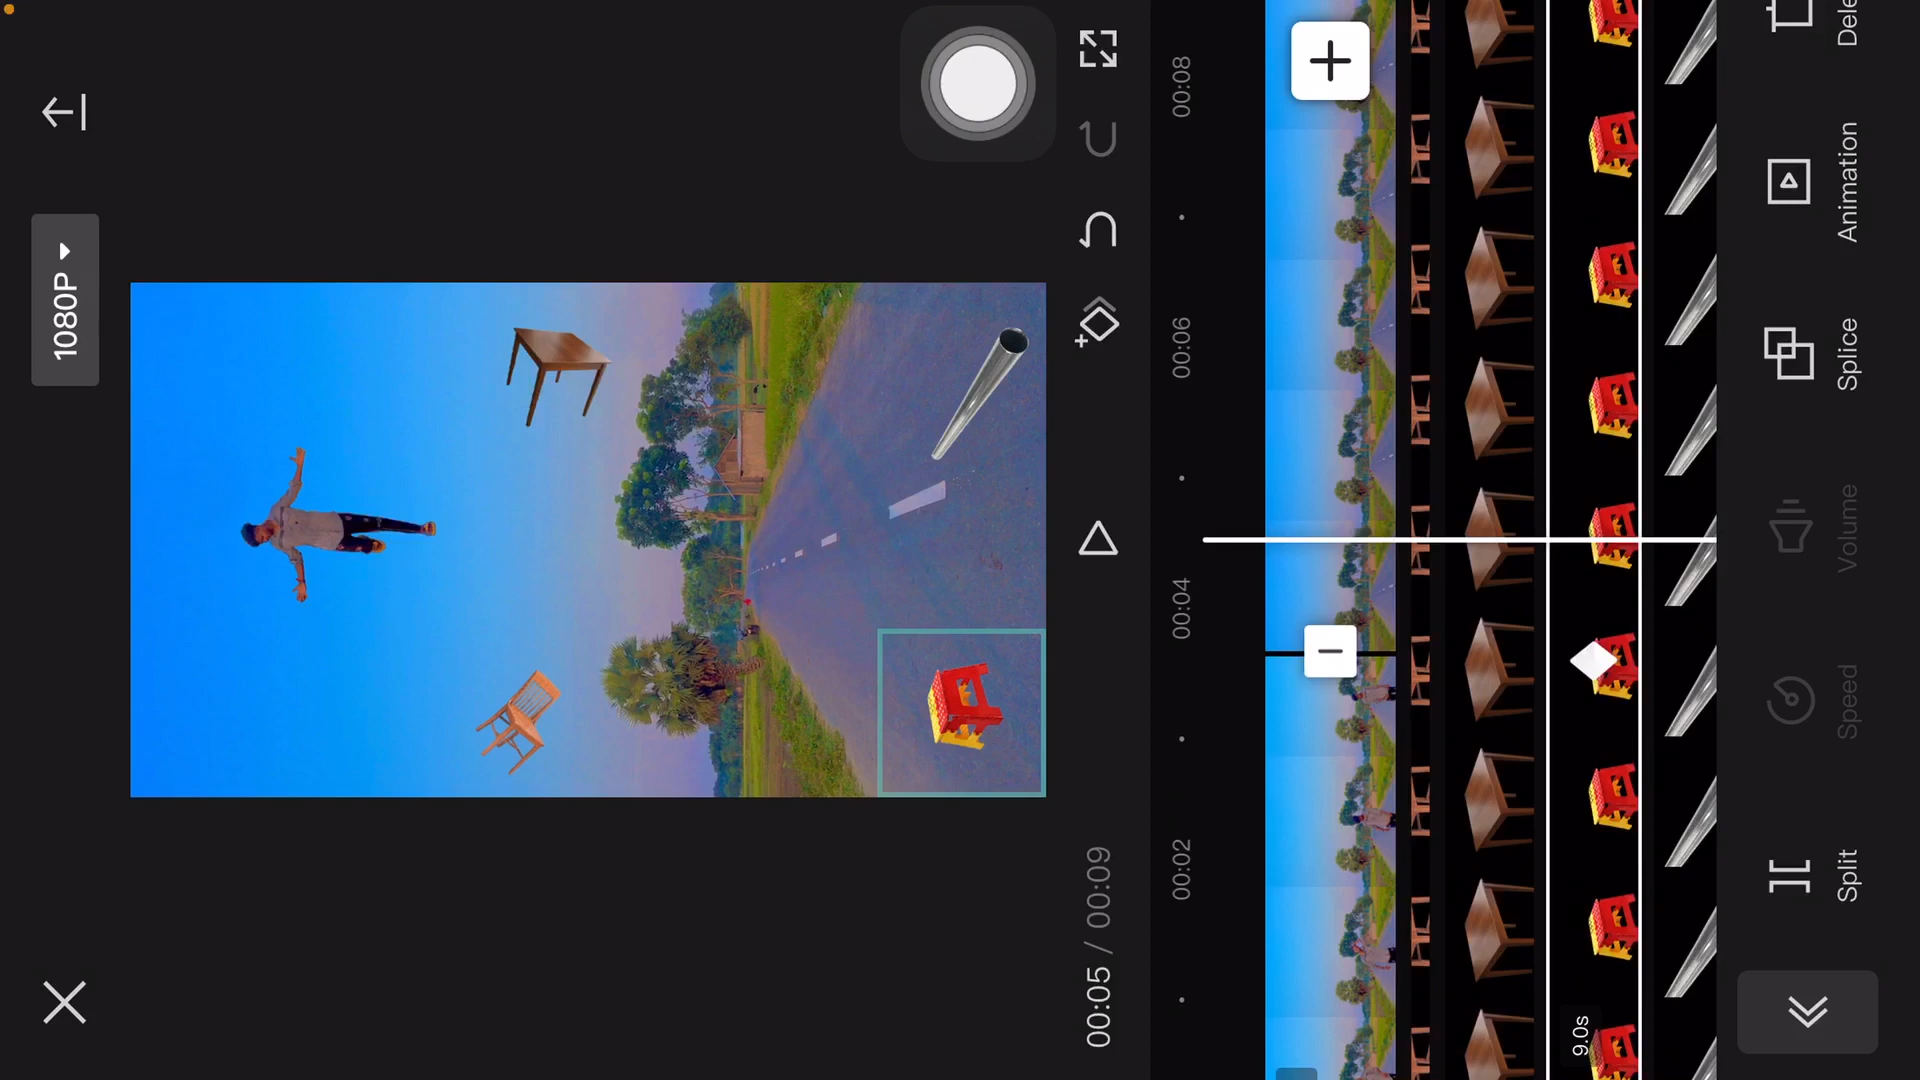 1080P
00:05 / 00:09
00:02
00:04
00:06
00:08
9.0s
Split
Speed
Volume
Splice
Animation
Dele